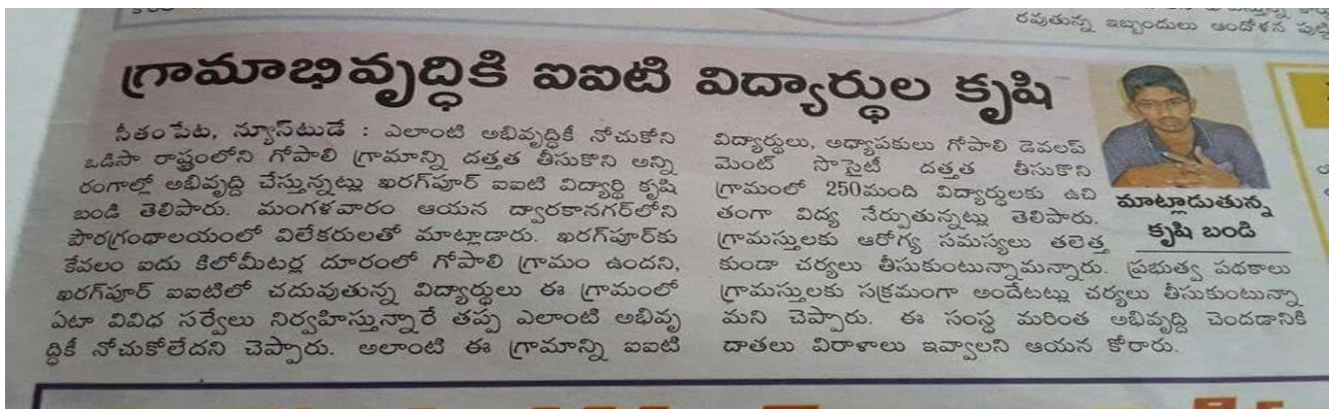 రవుతున్న ఇబ్బందులు ఆందోళన
గ్రామాభివృద్ధికి ఐఐటి విద్యార్థుల కృషి
సీతంపేట, న్యూస్‌టుడే : ఎలాంటి అభివృద్ధికీ నోచుకోని
ఒడిసా రాష్ట్రంలోని గోపాలి గ్రామాన్ని దత్తత తీసుకొని అన్ని
రంగాల్లో అభివృద్ది చేస్తున్నట్లు ఖరగ్‌పూర్ ఐఐటి విద్యార్థి కృషి
బండి తెలిపారు. మంగళవారం ఆయన ద్వారకానగర్‌లోని
పౌరగ్రంథాలయంలో విలేకరులతో మాట్లాడారు. ఖరగ్‌పూర్‌కు
కేవలం ఐదు కిలోమీటర్ల దూరంలో గోపాలి గ్రామం ఉందని,
ఖరగ్‌పూర్ ఐఐటిలో చదువుతున్న విద్యార్థులు ఈ గ్రామంలో
ఏటా వివిధ సర్వేలు నిర్వహిస్తున్నారే తప్ప ఎలాంటి అభివృ
ద్ధికీ నోచుకోలేదని చెప్పారు. అలాంటి ఈ గ్రామాన్ని ఐఐటి
విద్యార్థులు, అధ్యాపకులు గోపాలి డెవలప్
మెంట్ సొసైటీ దత్తత తీసుకొని
గ్రామంలో 250మంది విద్యార్థులకు ఉచి
తంగా విద్య నేర్పుతున్నట్లు తెలిపారు.
గ్రామస్తులకు ఆరోగ్య సమస్యలు తలెత్త
కుండా చర్యలు తీసుకుంటున్నామన్నారు. ప్రభుత్వ పథకాలు
గ్రామస్తులకు సక్రమంగా అందేటట్లు చర్యలు తీసుకుంటున్నా
మని చెప్పారు. ఈ సంస్థ మరింత అభివృద్ది చెందడానికి
దాతలు విరాళాలు ఇవ్వాలని ఆయన కోరారు.
మాట్లాడుతున్న
కృషి బండి